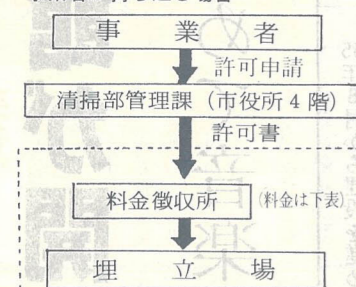 事業者
許可申請
清掃部管理課（市役所4階）
許可書
料金徴収所 (料金は下表)
埋立場